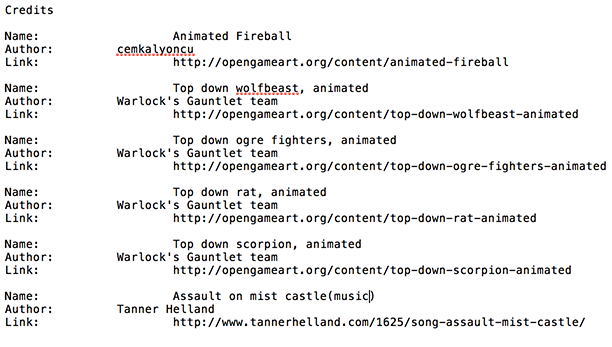 Credits
Name: Animated Fireball
Author: cemkalyoncu
Link: http://opengameart.org/content/animated-fireball
Name: Top down wolfbeast, animated
Author: Warlock's Gauntlet team
Link: http://opengameart.org/content/top-down-wolfbeast-animated
Name: Top down ogre fighters, animated
Author: Warlock's Gauntlet team
Link: http://opengameart.org/content/top-down-ogre-fighters-animated
Name: Top down rat, animated
Author: Warlock's Gauntlet team
Link: http://opengameart.org/content/top-down-rat-animated
Name: Top down scorpion, animated
Author: Warlock's Gauntlet team
Link: http://opengameart.org/content/top-down-scorpion-animated
Name: Assault on mist castle(music)
Author: Tanner Helland
Link: http://www.tannerhelland.com/1625/song-assault-mist-castle/